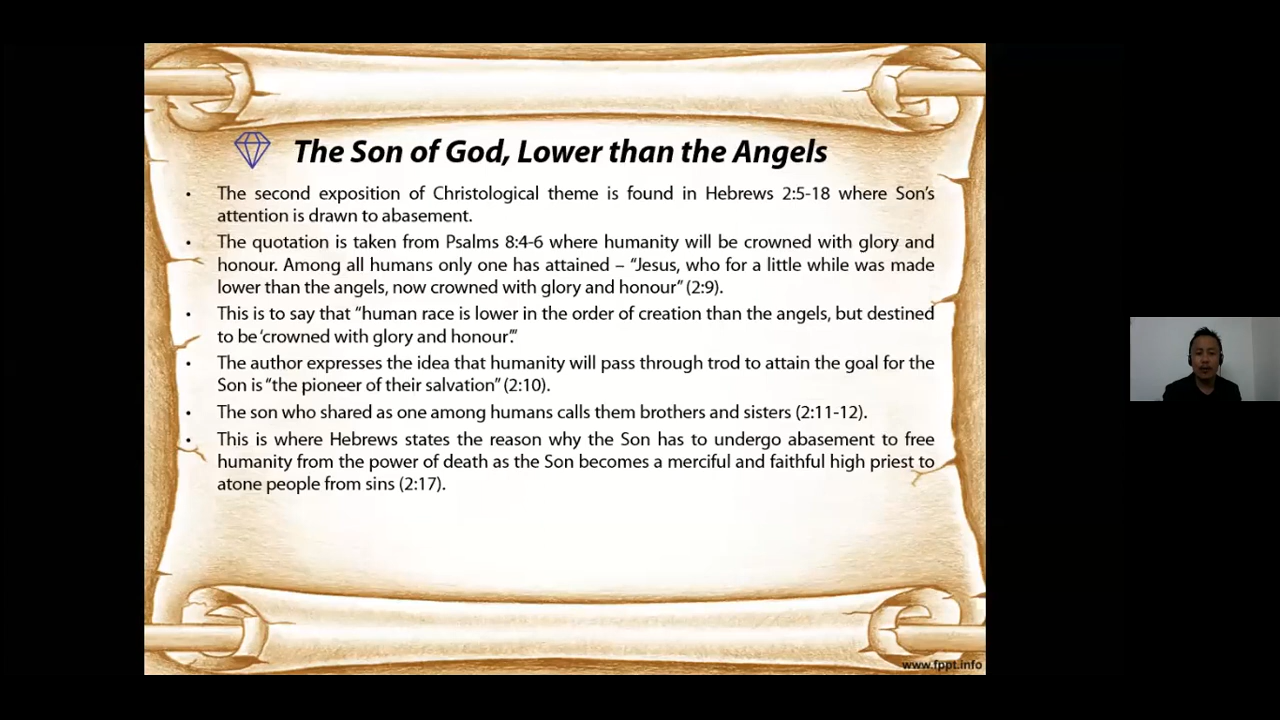 The Son of God, Lower than the Angels
• The second exposition of Christological theme is found in Hebrews 2:5-18 where Son's
attention is drawn to abasement.
• The quotation is taken from Psalms 8:4-6 where humanity will be crowned with glory and
honour. Among all humans only one has attained – “Jesus, who for a little while was made
lower than the angels, now crowned with glory and honour” (2:9).
• This is to say that “human race is lower in the order of creation than the angels, but destined
to be ‘crowned with glory and honour’.”
• The author expresses the idea that humanity will pass through trod to attain the goal for the
Son is “the pioneer of their salvation” (2:10).
• The son who shared as one among humans calls them brothers and sisters (2:11-12).
• This is where Hebrews states the reason why the Son has to undergo abasement to free
humanity from the power of death as the Son becomes a merciful and faithful high priest to
atone people from sins (2:17).
www.fppt.info